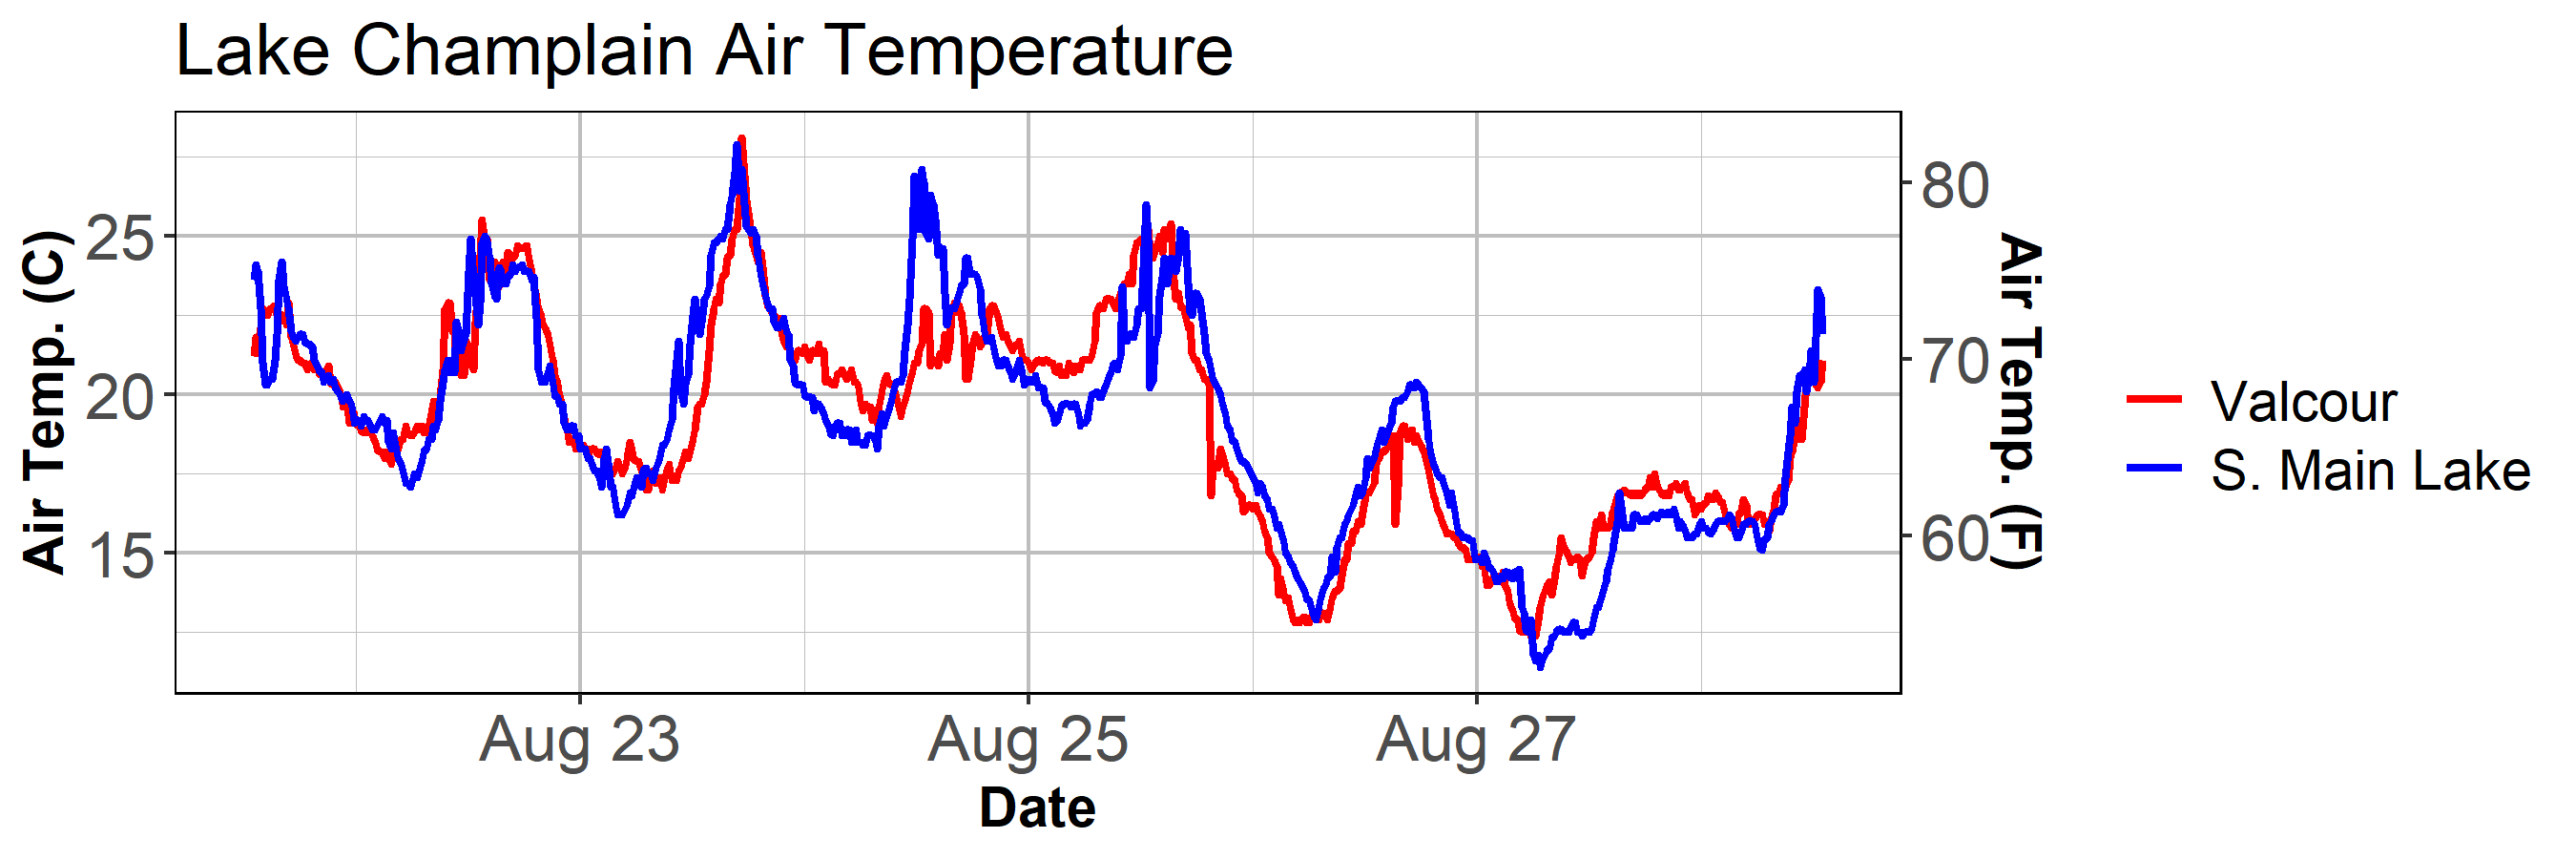 Lake Champlain Air Temperature
Air Temp. (C)
25
20
15
80
70
60
Air Temp. (F)
Valcour
S. Main Lake
Aug 23
Aug 25
Aug 27
Date